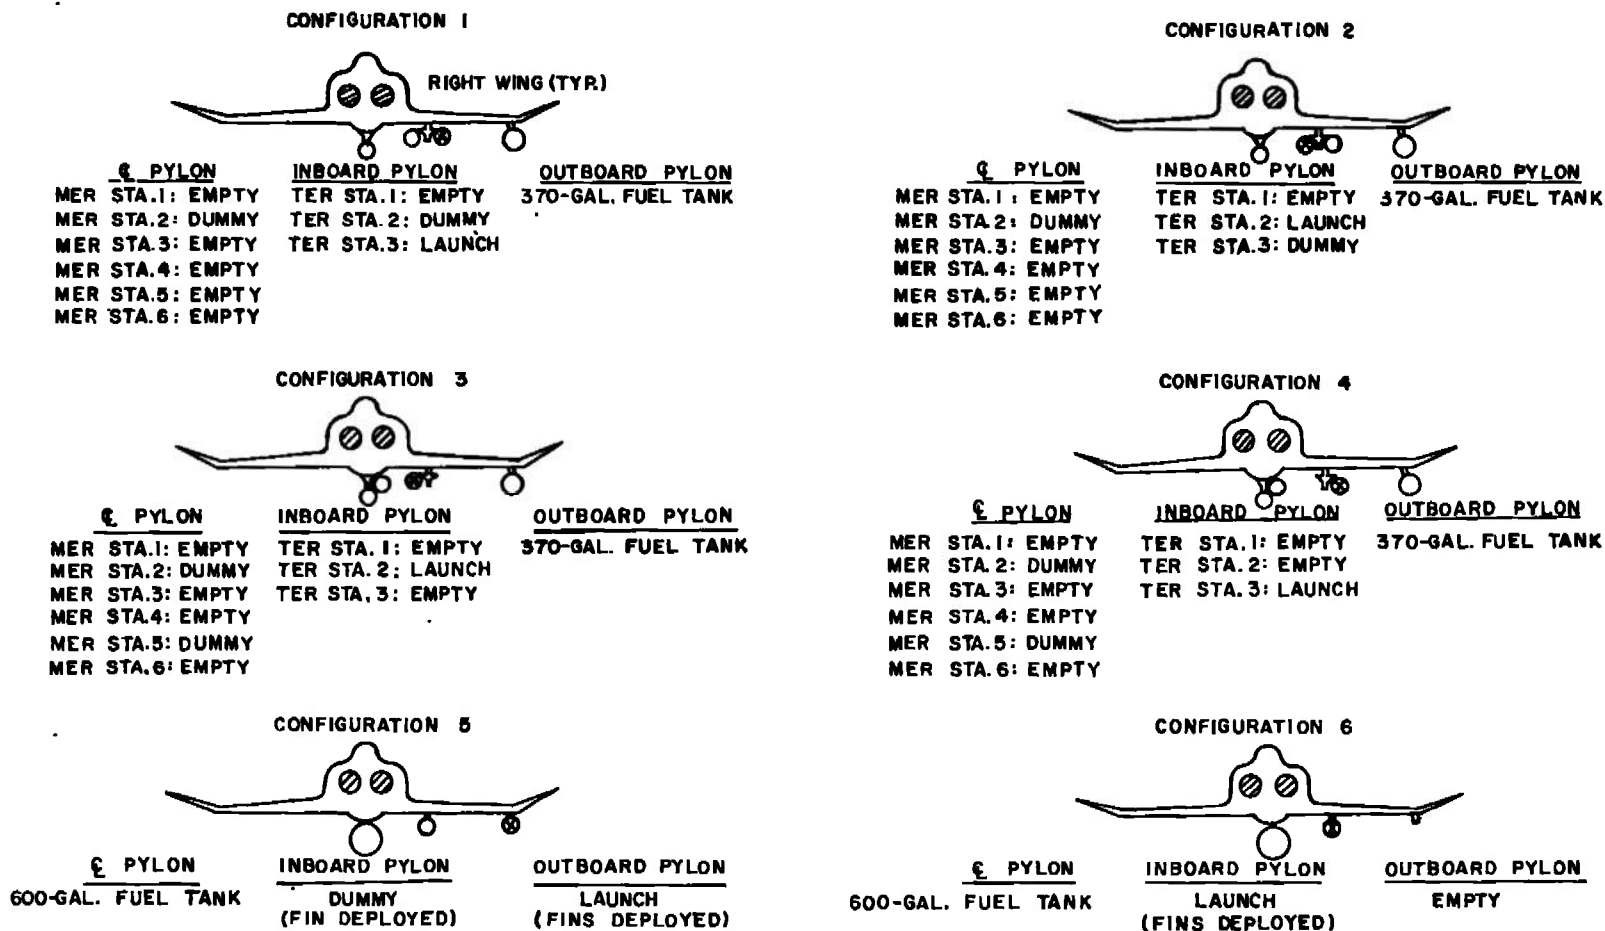 CONFIGURATION 1
RIGHT WING (TYP.)
℄ PYLON INBOARD PYLON OUTBOARD PYLON
MER STA.1: EMPTY TER STA.1: EMPTY 370-GAL. FUEL TANK
MER STA.2: DUMMY TER STA.2: DUMMY
MER STA.3: EMPTY TER STA.3: LAUNCH
MER STA.4: EMPTY
MER STA.5: EMPTY
MER STA.6: EMPTY
CONFIGURATION 2
℄ PYLON INBOARD PYLON OUTBOARD PYLON
MER STA.1: EMPTY TER STA.1: EMPTY 370-GAL. FUEL TANK
MER STA.2: DUMMY TER STA.2: LAUNCH
MER STA.3: EMPTY TER STA.3: DUMMY
MER STA.4: EMPTY
MER STA.5: EMPTY
MER STA.6: EMPTY
CONFIGURATION 3
℄ PYLON INBOARD PYLON OUTBOARD PYLON
MER STA.1: EMPTY TER STA.1: EMPTY 370-GAL. FUEL TANK
MER STA.2: DUMMY TER STA.2: LAUNCH
MER STA.3: EMPTY TER STA.3: EMPTY
MER STA.4: EMPTY
MER STA.5: DUMMY
MER STA.6: EMPTY
CONFIGURATION 4
℄ PYLON INBOARD PYLON OUTBOARD PYLON
MER STA.1: EMPTY TER STA.1: EMPTY 370-GAL. FUEL TANK
MER STA.2: DUMMY TER STA.2: EMPTY
MER STA.3: EMPTY TER STA.3: LAUNCH
MER STA.4: EMPTY
MER STA.5: DUMMY
MER STA.6: EMPTY
CONFIGURATION 5
℄ PYLON INBOARD PYLON OUTBOARD PYLON
600-GAL. FUEL TANK DUMMY LAUNCH
(FIN DEPLOYED) (FINS DEPLOYED)
CONFIGURATION 6
℄ PYLON INBOARD PYLON OUTBOARD PYLON
600-GAL. FUEL TANK LAUNCH EMPTY
(FINS DEPLOYED)